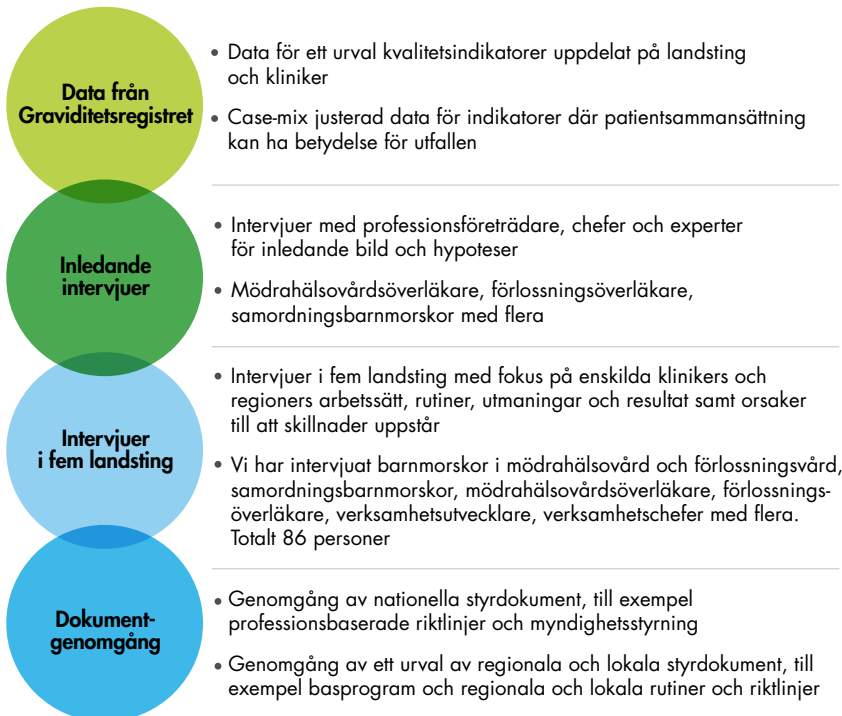 Data från
Graviditetsregistret
• Data för ett urval kvalitetsindikatorer uppdelat på landsting
och kliniker
• Case-mix justerad data för indikatorer där patientsammansättning
kan ha betydelse för utfallen
Inledande
intervjuer
• Intervjuer med professionsföreträdare, chefer och experter
för inledande bild och hypoteser
• Mödrahälsovårdsöverläkare, förlossningsöverläkare,
samordningsbarnmorskor med flera
Intervjuer
i fem landsting
• Intervjuer i fem landsting med fokus på enskilda klinikers och
regioners arbetssätt, rutiner, utmaningar och resultat samt orsaker
till att skillnader uppstår
• Vi har intervjuat barnmorskor i mödrahälsovård och förlossningsvård,
samordningsbarnmorskor, mödrahälsovårdsöverläkare, förlossnings-
överläkare, verksamhetsutvecklare, verksamhetschefer med flera.
Totalt 86 personer
Dokument-
genomgång
• Genomgång av nationella styrdokument, till exempel
professionsbaserade riktlinjer och myndighetsstyrning
• Genomgång av ett urval av regionala och lokala styrdokument, till
exempel basprogram och regionala och lokala rutiner och riktlinjer